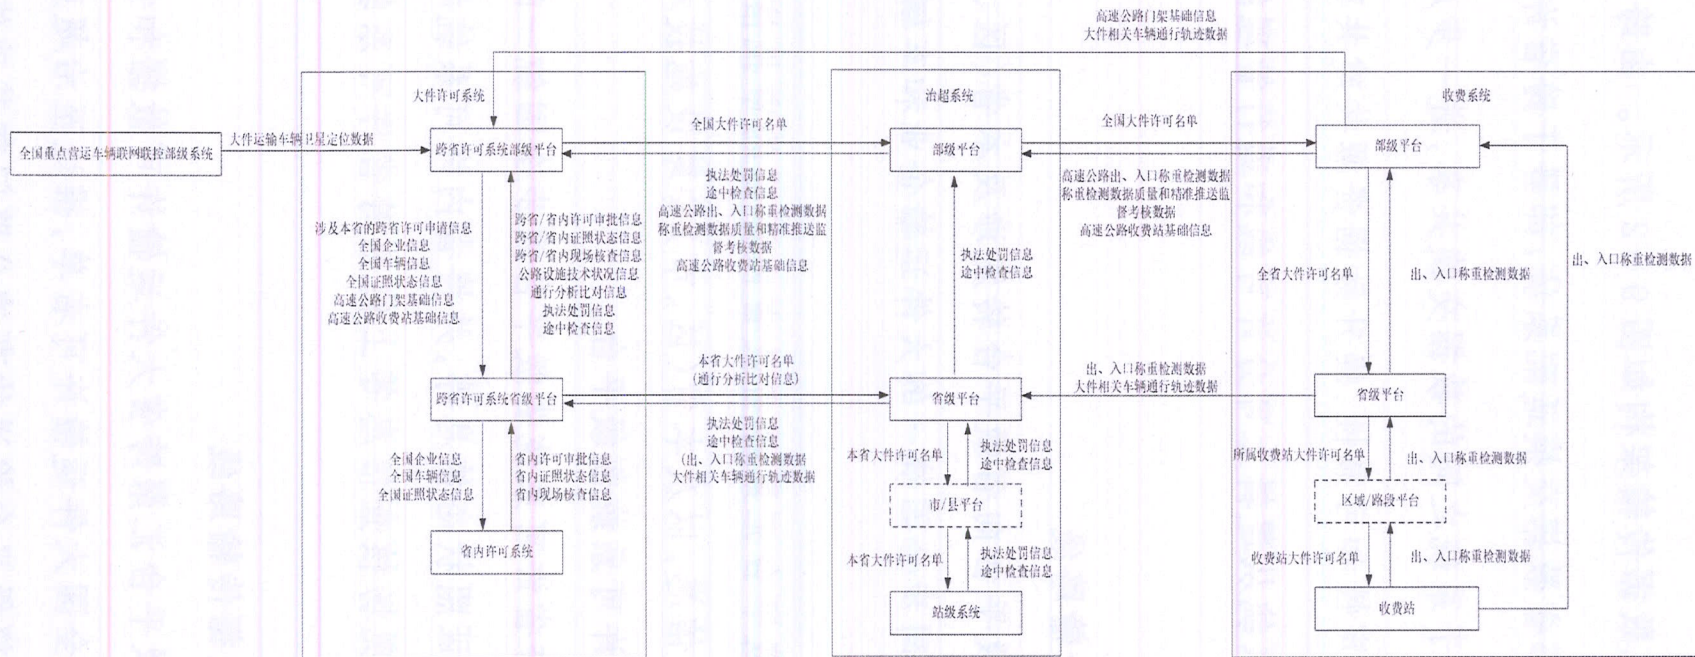 高速公路门架基础信息
大件相关车辆通行轨迹数据
大件许可系统
治超系统
收费系统
全国重点营运车辆联网联控部级系统
大件运输车辆卫星定位数据
跨省许可系统部级平台
全国大件许可名单
部级平台
全国大件许可名单
部级平台
执法处罚信息
途中检查信息
高速公路出、入口称重检测数据
称重检测数据质量和精准推送监
督考核数据
高速公路收费站基础信息
高速公路出、入口称重检测数据
称重检测数据质量和精准推送监
督考核数据
高速公路收费站基础信息
涉及本省的跨省许可申请信息
全国企业信息
全国车辆信息
全国证照状态信息
高速公路门架基础信息
高速公路收费站基础信息
跨省/省内许可审批信息
跨省/省内证照状态信息
跨省/省内现场核查信息
公路设施技术状况信息
通行分析比对信息
执法处罚信息
途中检查信息
执法处罚信息
途中检查信息
全省大件许可名单
出、入口称重检测数据
出、入口称重检测数据
跨省许可系统省级平台
本省大件许可名单
(通行分析比对信息)
省级平台
出、入口称重检测数据
大件相关车辆通行轨迹数据
省级平台
执法处罚信息
途中检查信息
(出、入口称重检测数据
大件相关车辆通行轨迹数据
全国企业信息
全国车辆信息
全国证照状态信息
省内许可审批信息
省内证照状态信息
省内现场核查信息
本省大件许可名单
执法处罚信息
途中检查信息
所属收费站大件许可名单
出、入口称重检测数据
市/县平台
区域/路段平台
省内许可系统
本省大件许可名单
执法处罚信息
途中检查信息
收费站大件许可名单
出、入口称重检测数据
站级系统
收费站